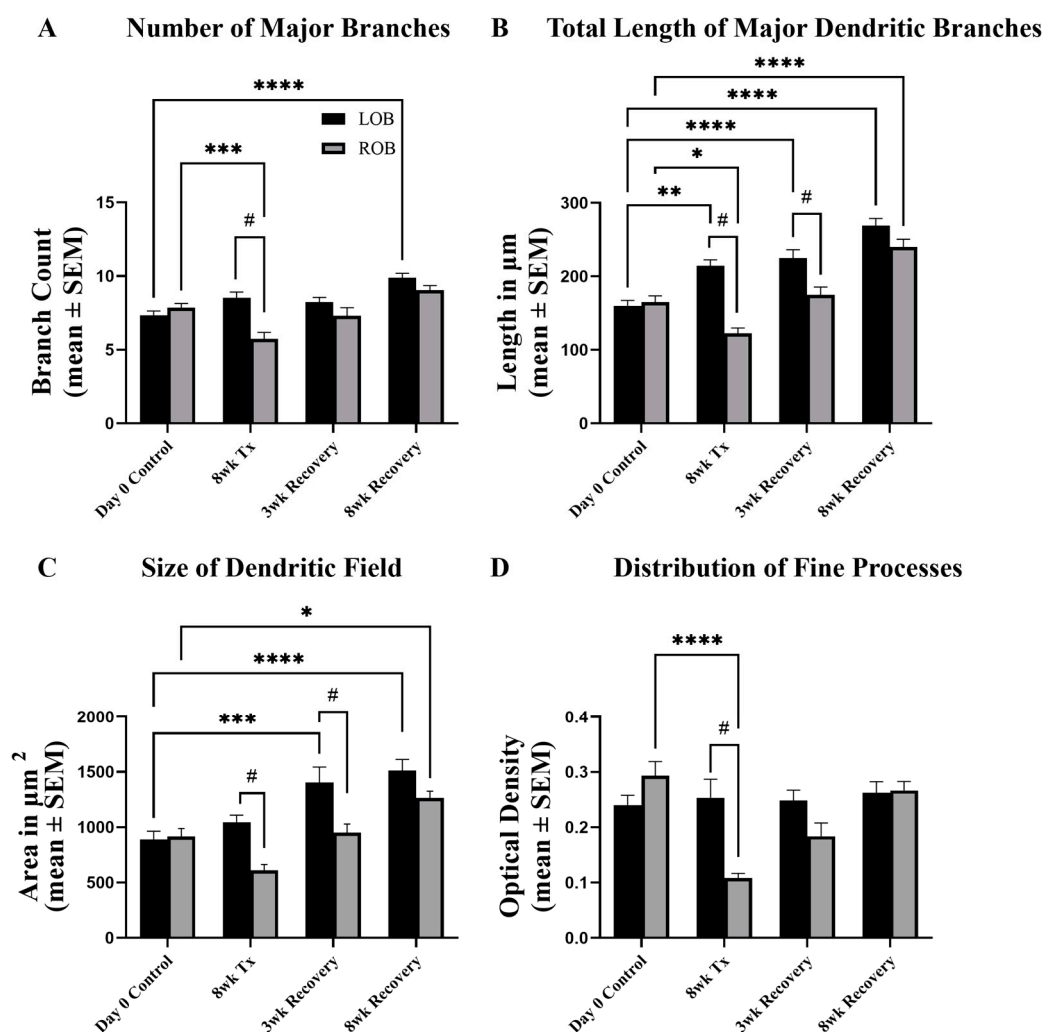 A Number of Major Branches
****
LOB
ROB
***
#
15
10
5
0
Branch Count
(mean ± SEM)
Day 0 Control
8wk Tx
3wk Recovery
8wk Recovery
B Total Length of Major Dendritic Branches
****
****
****
*
**
#
#
300
200
100
0
Length in µm
(mean ± SEM)
Day 0 Control
8wk Tx
3wk Recovery
8wk Recovery
C Size of Dendritic Field
*
****
***
#
#
2000
1500
1000
500
0
Area in µm²
(mean ± SEM)
Day 0 Control
8wk Tx
3wk Recovery
8wk Recovery
D Distribution of Fine Processes
****
#
0.4
0.3
0.2
0.1
0.0
Optical Density
(mean ± SEM)
Day 0 Control
8wk Tx
3wk Recovery
8wk Recovery